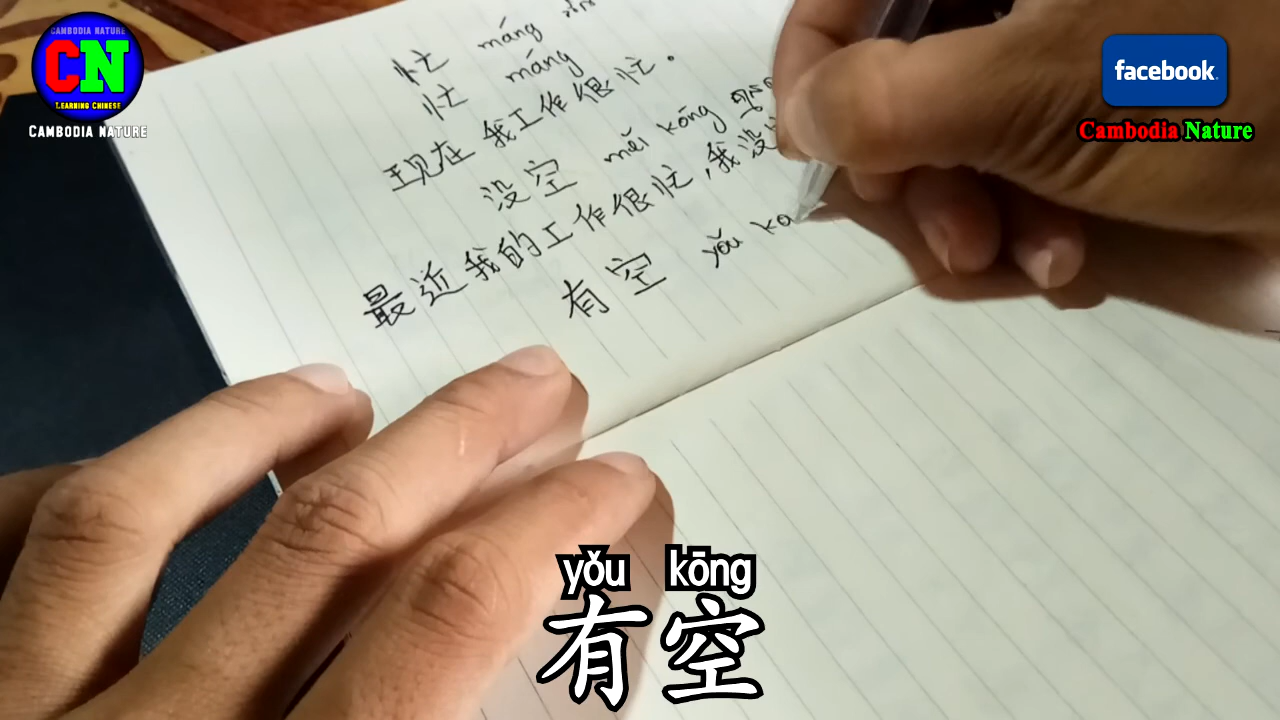 CAMBODIA NATURE
CN
LEARNING CHINESE
CAMBODIA NATURE
facebook
Cambodia Nature
忙 máng
忙 máng
现在我工作很忙。
没空 méi kóng
最近我的工作很忙,我没
有空 yǒu ko
yǒu kōng
有空